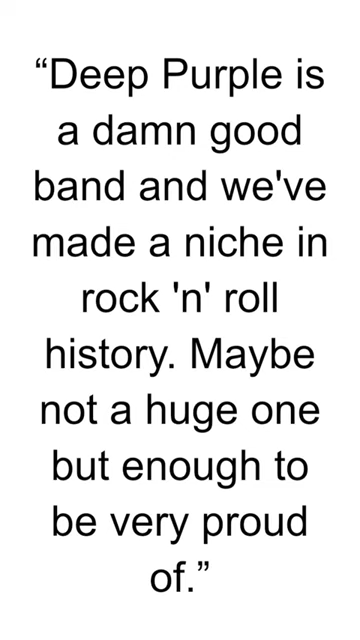 “Deep Purple is
a damn good
band and we've
made a niche in
rock 'n' roll
history. Maybe
not a huge one
but enough to
be very proud
of.”